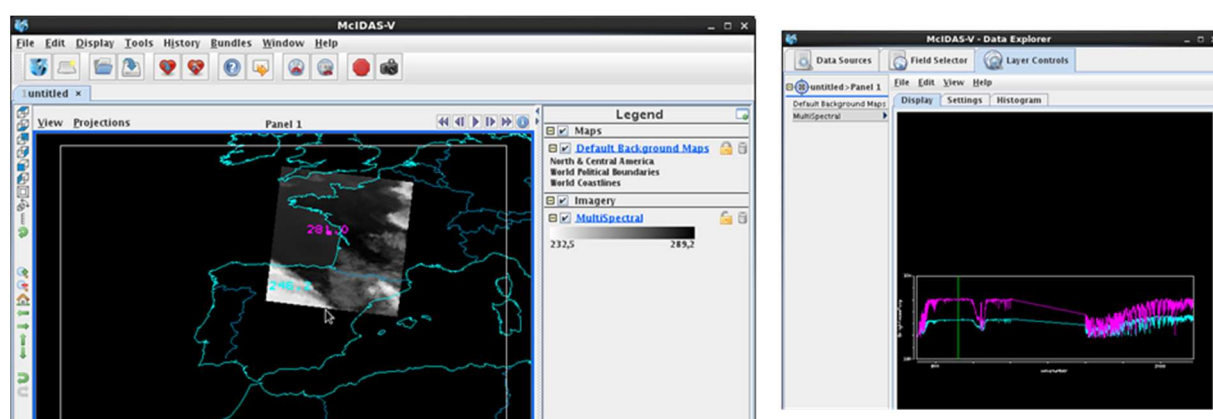 McIDAS-V
File Edit Display Tools History Bundles Window Help
untitled ×
View Projections
Panel 1
281.0
Legend
Maps
Default Background Maps
North & Central America
World Political Boundaries
World Coastlines
Imagery
MultiSpectral
232,5 289,2
McIDAS-V - Data Explorer
Data Sources Field Selector Layer Controls
untitled>Panel 1
Default Background Maps
MultiSpectral
File Edit View Help
Display Settings Histogram
wavenumber